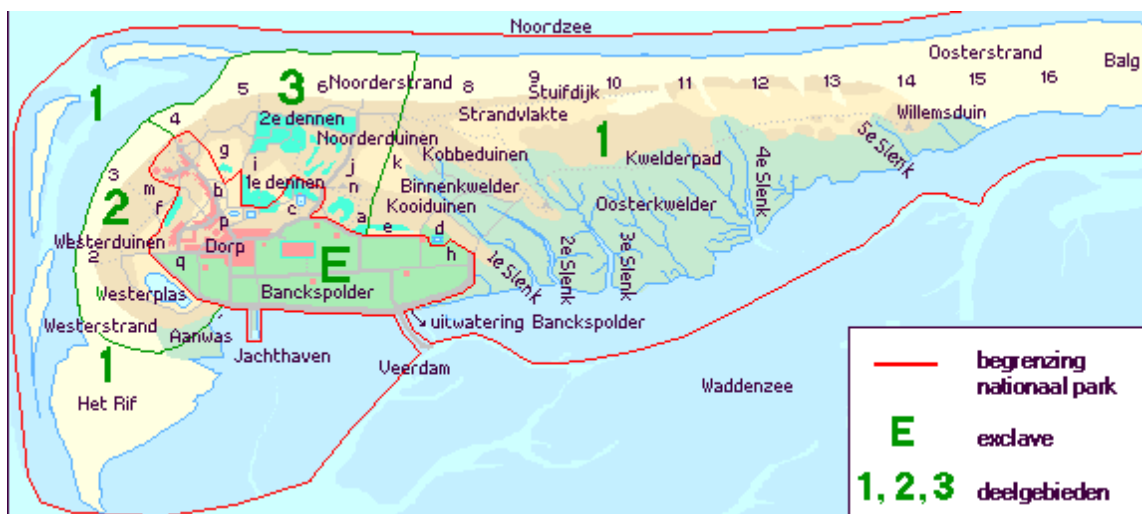 Noordzee
Oosterstrand
Balg
1
3
5
6
Noorderstrand
8
9
Stuifdijk
10
11
12
13
14
15
16
4
2e dennen
Strandvlakte
Willemsduin
Noorderduinen
1
g
i
j
k
Kobbeduinen
Kwelderpad
4e Slenk
5e Slenk
3
m
b
1e dennen
n
Binnenkwelder
2
f
p
c
a
Kooiduinen
Oosterkwelder
Westerduinen
Dorp
e
d
2
q
E
h
1e Slenk
2e Slenk
3e Slenk
Westerplas
Banckspolder
Westerstrand
Aanwas
uitwatering Banckspolder
1
Jachthaven
Veerdam
Waddenzee
Het Rif
begrenzing
nationaal park
E exclave
1, 2, 3 deelgebieden